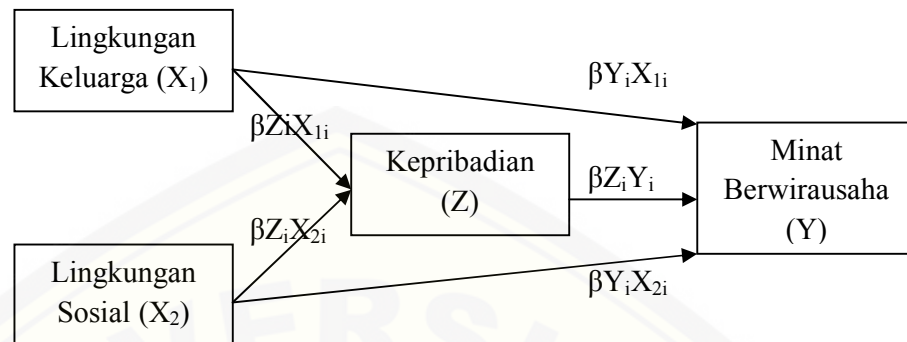 Lingkungan
Keluarga (X₁)
βYᵢX₁ᵢ
βZiX₁ᵢ
Kepribadian
(Z)
βZᵢYᵢ
Minat
Berwirausaha
(Y)
βZᵢX₂ᵢ
Lingkungan
Sosial (X₂)
βYᵢX₂ᵢ